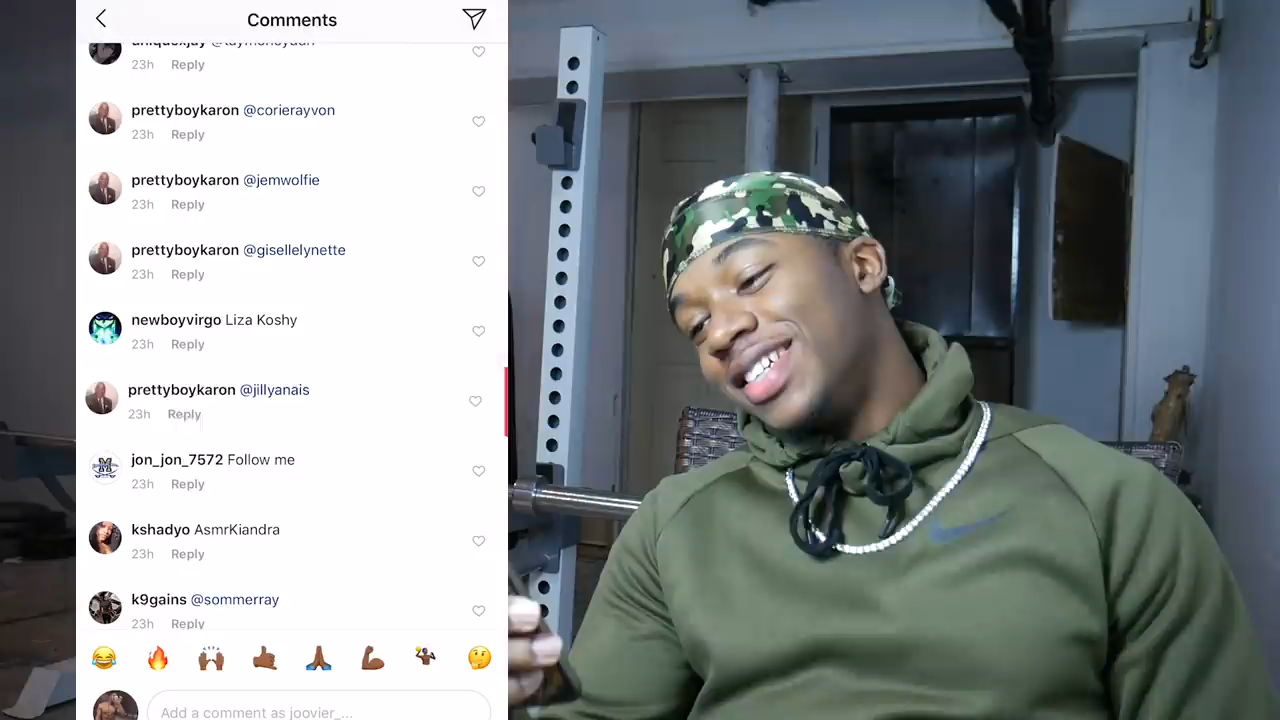 Comments
23h Reply
prettyboykaron @corierayvon
23h Reply
prettyboykaron @jemwolfie
23h Reply
prettyboykaron @gisellelynette
23h Reply
newboyvirgo Liza Koshy
23h Reply
prettyboykaron @jillyanais
23h Reply
jon_jon_7572 Follow me
23h Reply
kshadyo AsmrKiandra
23h Reply
k9gains @sommerray
23h Reply
Add a comment as joovier_...